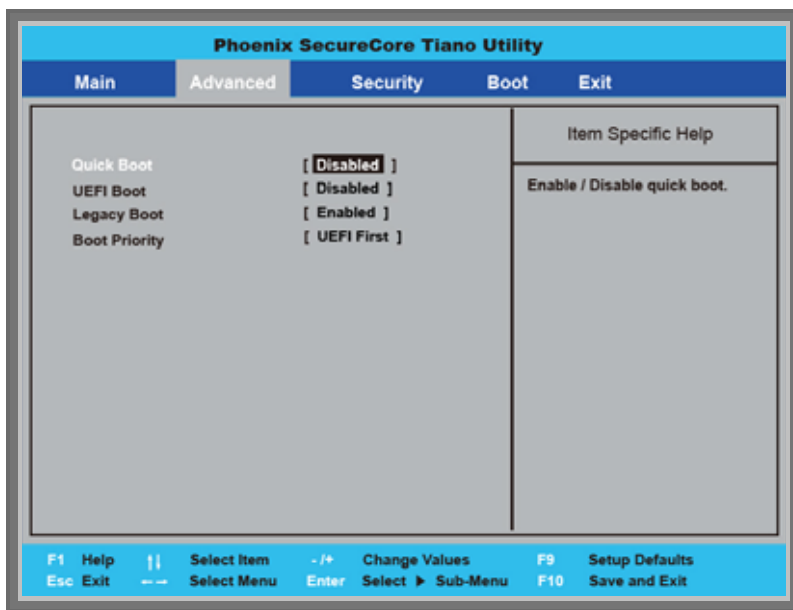 Phoenix SecureCore Tiano Utility
Main Advanced Security Boot Exit
Item Specific Help
Quick Boot [ Disabled ]
Enable / Disable quick boot.
UEFI Boot [ Disabled ]
Legacy Boot [ Enabled ]
Boot Priority [ UEFI First ]
F1 Help ↑↓ Select Item -/+ Change Values F9 Setup Defaults
Esc Exit ←→ Select Menu Enter Select ▶ Sub-Menu F10 Save and Exit